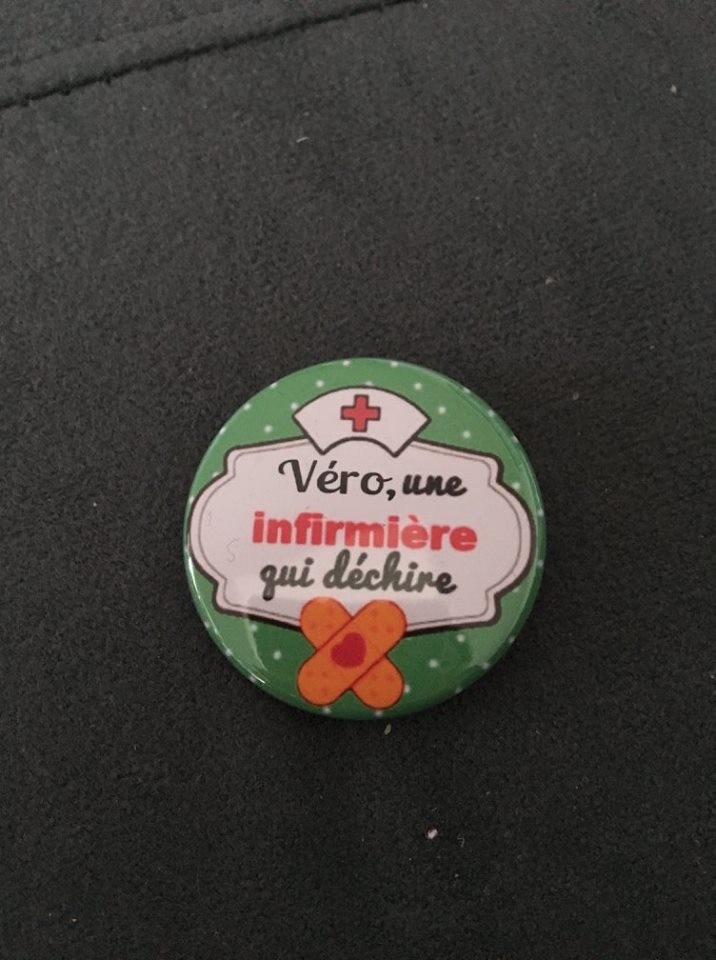 Véro, une
infirmière
qui déchire